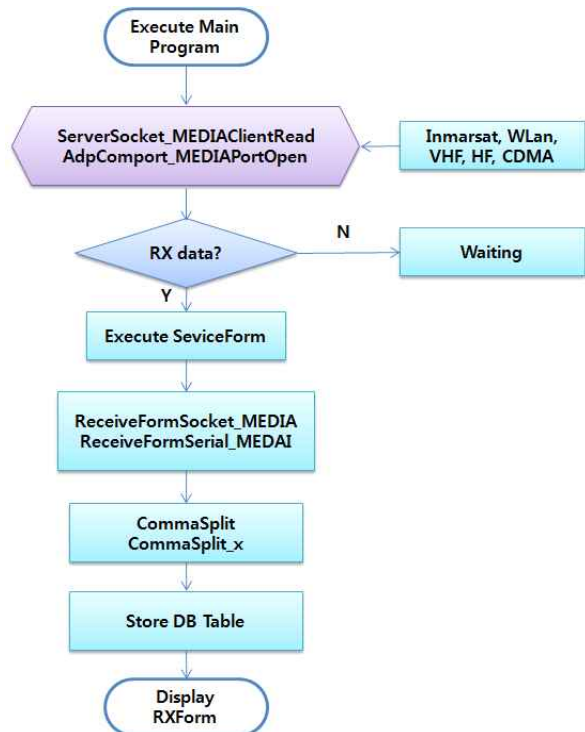 Execute Main
Program
ServerSocket_MEDIAClientRead
AdpComport_MEDIAPortOpen
Inmarsat, WLan,
VHF, HF, CDMA
RX data?
N
Waiting
Y
Execute SeviceForm
ReceiveFormSocket_MEDIA
ReceiveFormSerial_MEDAI
CommaSplit
CommaSplit_x
Store DB Table
Display
RXForm